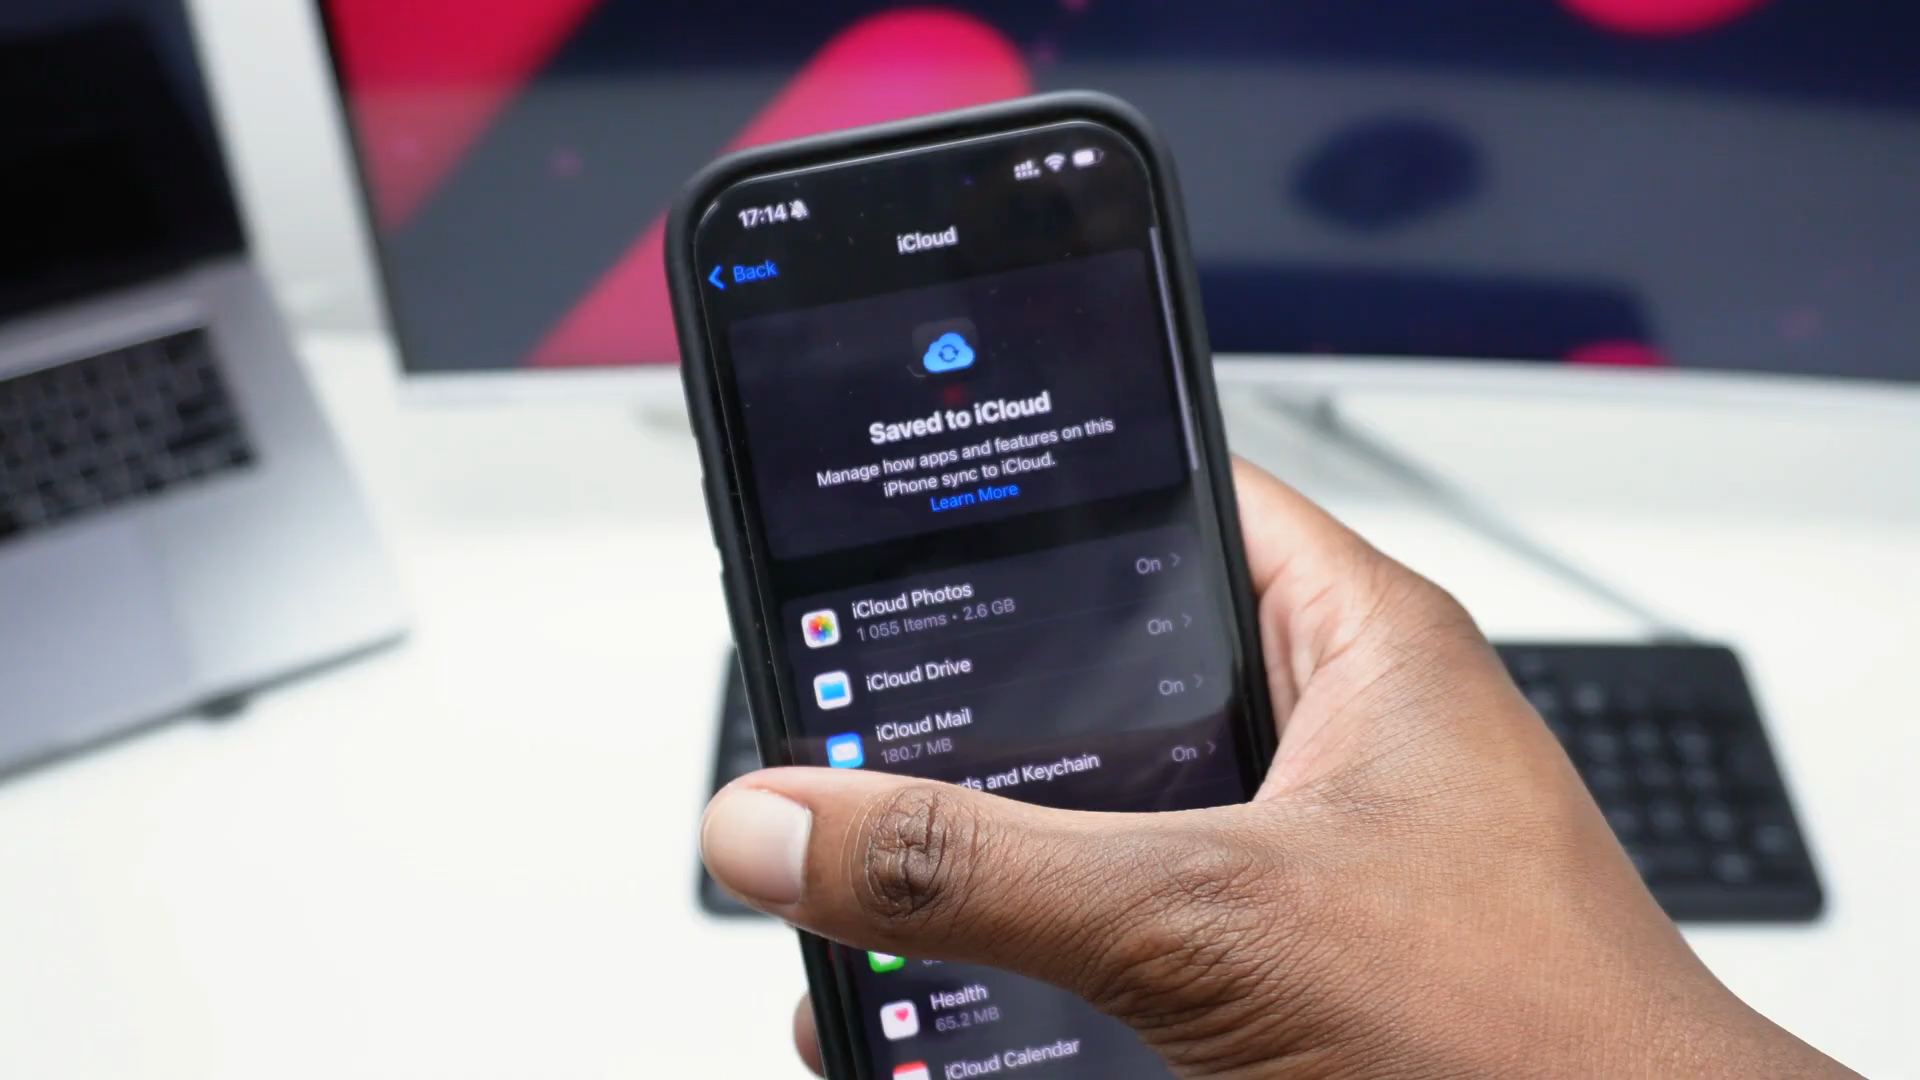 17:14
iCloud
Back
Saved to iCloud
Manage how apps and features on this
iPhone sync to iCloud.
Learn More
iCloud Photos
On
1 055 Items • 2.6 GB
iCloud Drive
On
iCloud Mail
On
180.7 MB
ds and Keychain
On
Health
65.2 MB
iCloud Calendar